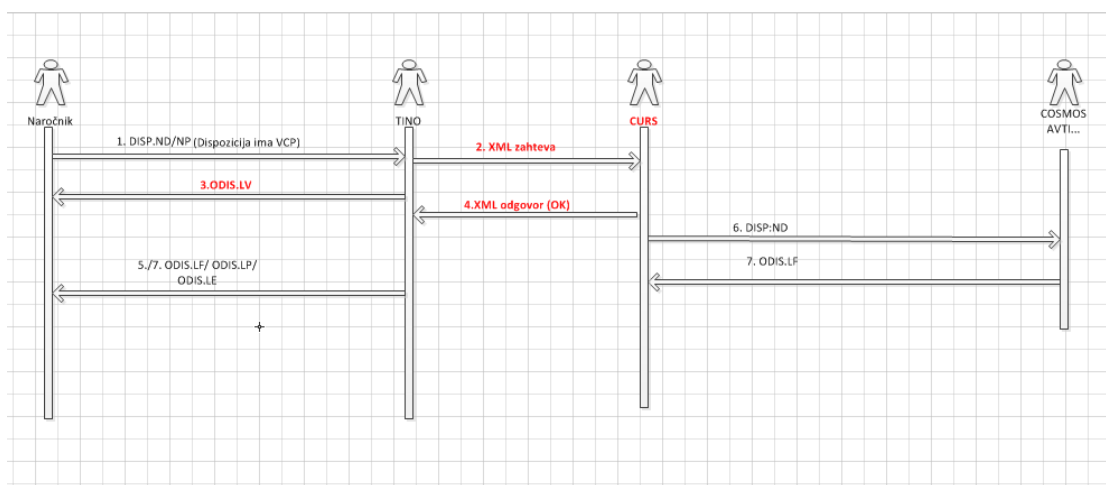 Naročnik
TINO
CURS
COSMOS
AVTI...
1. DISP.ND/NP (Dispozicija ima VCP)
2. XML zahteva
3.ODIS.LV
4.XML odgovor (OK)
6. DISP:ND
5./7. ODIS.LF/ ODIS.LP/
ODIS.LE
7. ODIS.LF